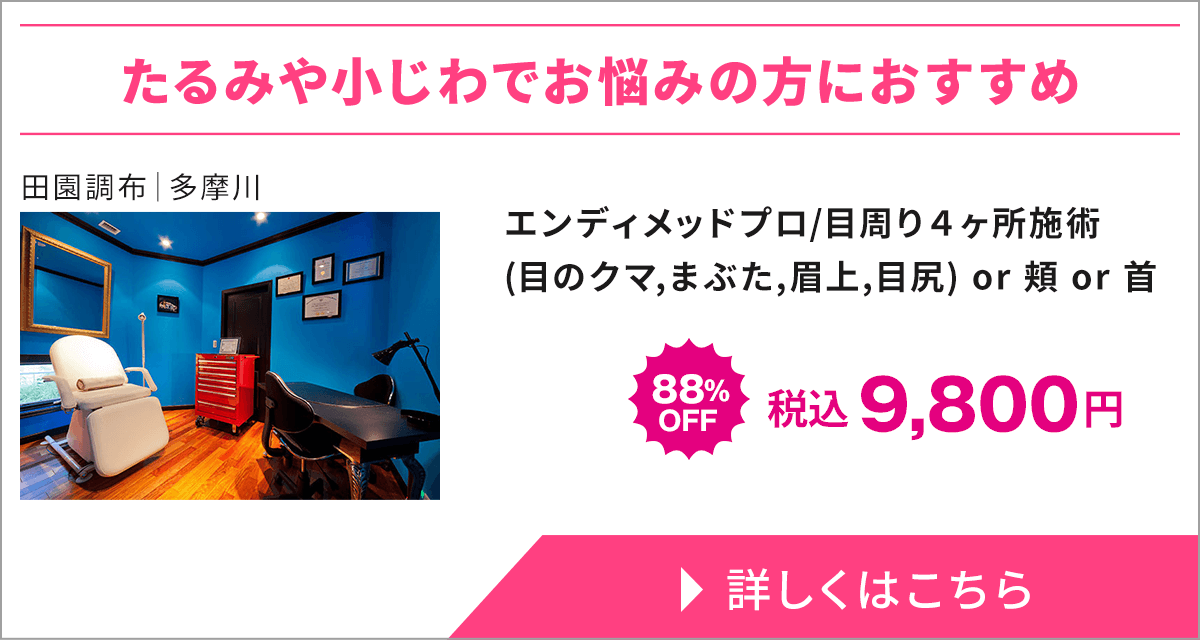 たるみや小じわでお悩みの方におすすめ
田園調布｜多摩川
エンディメッドプロ/目周り４ヶ所施術
(目のクマ,まぶた,眉上,目尻) or 頬 or 首
88%
OFF
税込 9,800円
▶ 詳しくはこちら